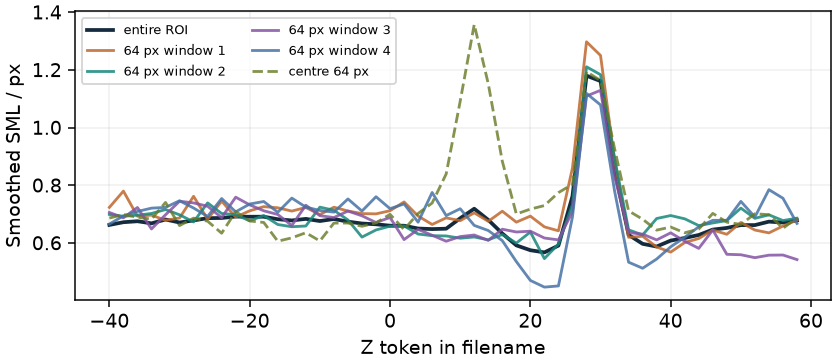 1.4
1.2
1.0
0.8
0.6
Smoothed SML / px
entire ROI
64 px window 1
64 px window 2
64 px window 3
64 px window 4
centre 64 px
−40
−20
0
20
40
60
Z token in filename